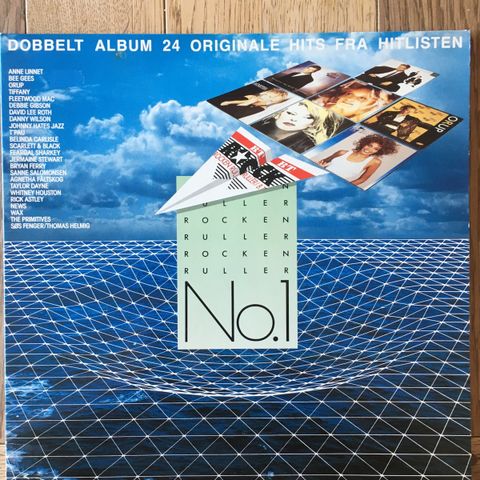 DOBBELT ALBUM 24 ORIGINALE HITS FRA HITLISTEN
ANNE LINNET
BEE GEES
ORUP
TIFFANY
FLEETWOOD MAC
DEBBIE GIBSON
DAVID LEE ROTH
DANNY WILSON
JOHNNY HATES JAZZ
T'PAU
BELINDA CARLISLE
SCARLETT & BLACK
FEARGAL SHARKEY
JERMAINE STEWART
BRYAN FERRY
SANNE SALOMONSEN
AGNETHA FÄLTSKOG
TAYLOR DAYNE
WHITNEY HOUSTON
RICK ASTLEY
NEWS
WAX
THE PRIMITIVES
SØS FENGER/THOMAS HELMIG
ORUP
RULLER
ROCKEN
RULLER
ROCKEN
RULLER
No.1